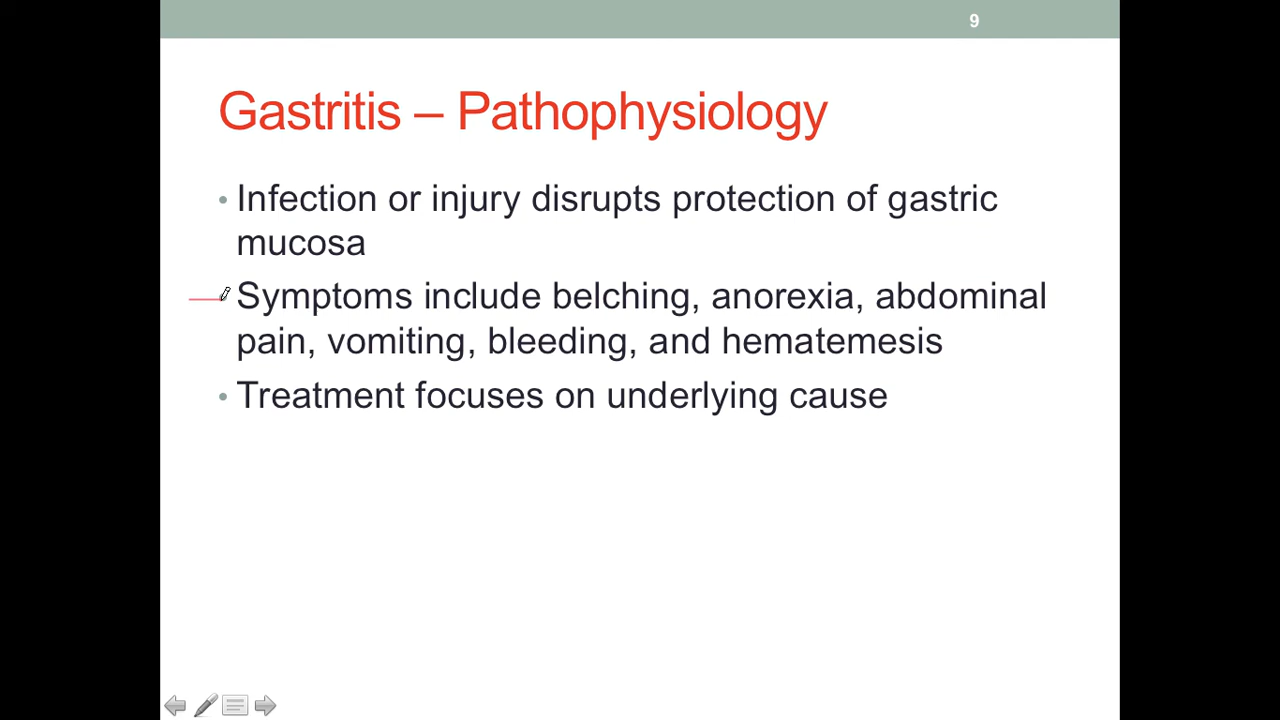 9
Gastritis – Pathophysiology
• Infection or injury disrupts protection of gastric
mucosa
Symptoms include belching, anorexia, abdominal
pain, vomiting, bleeding, and hematemesis
• Treatment focuses on underlying cause